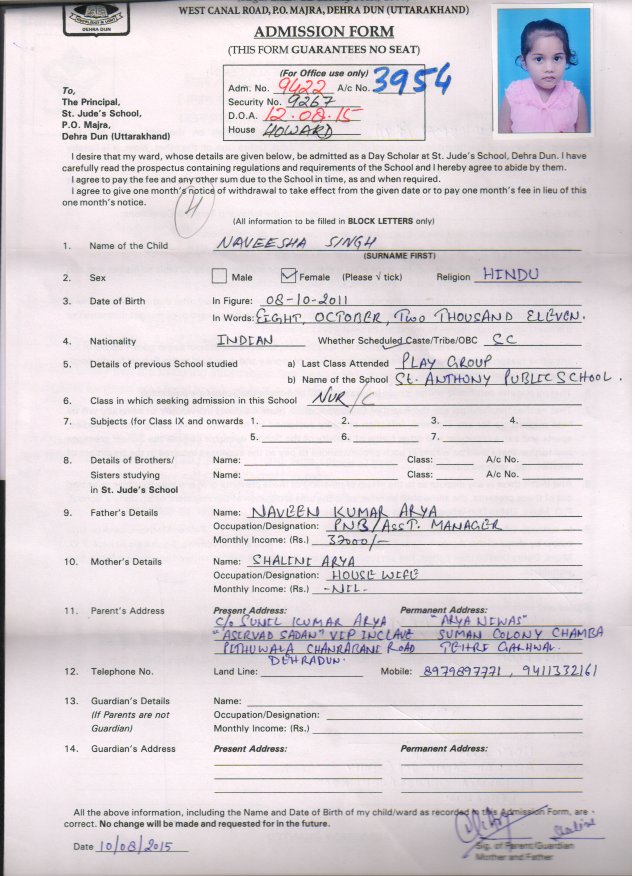 DEHRA DUN
WEST CANAL ROAD, P.O. MAJRA, DEHRA DUN (UTTARAKHAND)
ADMISSION FORM
(THIS FORM GUARANTEES NO SEAT)
(For Office use only)
Adm. No. 9422 A/c No. 3954
Security No. 9267
D.O.A. 12.08.15
House HOWARD
To,
The Principal,
St. Jude's School,
P.O. Majra,
Dehra Dun (Uttarakhand)
I desire that my ward, whose details are given below, be admitted as a Day Scholar at St. Jude's School, Dehra Dun. I have
carefully read the prospectus containing regulations and requirements of the School and I hereby agree to abide by them.
I agree to pay the fee and any other sum due to the School in time, as and when required.
I agree to give one month's notice of withdrawal to take effect from the given date or to pay one month's fee in lieu of this
one month's notice.
4
(All information to be filled in BLOCK LETTERS only)
1. Name of the Child NAVEESHA SINGH
(SURNAME FIRST)
2. Sex Male Female (Please √ tick) Religion HINDU
3. Date of Birth In Figure: 08-10-2011
In Words: EIGHT, OCTOBER, TWO THOUSAND ELEVEN.
4. Nationality INDIAN Whether Scheduled Caste/Tribe/OBC SC
5. Details of previous School studied a) Last Class Attended PLAY GROUP
b) Name of the School St. ANTHONY PUBLIC SCHOOL.
6. Class in which seeking admission in this School NUR/C
7. Subjects (for Class IX and onwards 1. 2. 3. 4.
5. 6. 7.
8. Details of Brothers/ Name: Class: A/c No.
Sisters studying Name: Class: A/c No.
in St. Jude's School
9. Father's Details Name: NAVEEN KUMAR ARYA
Occupation/Designation: PNB/ASST. MANAGER
Monthly Income: (Rs.) 37000/-
10. Mother's Details Name: SHALINI ARYA
Occupation/Designation: HOUSE WIFE
Monthly Income: (Rs.) -NIL-
11. Parent's Address Present Address: Permanent Address:
C/o SUNIL KUMAR ARYA "ARYA NIWAS"
"ASERVAD SADAN" VIP INCLAVE SUMAN COLONY CHAMBA
PITHUWALA CHANRABANI ROAD TEHRI GARHWAL.
DEHRADUN.
12. Telephone No. Land Line: Mobile: 8979897771, 9411332161
13. Guardian's Details Name:
(If Parents are not Occupation/Designation:
Guardian) Monthly Income: (Rs.)
14. Guardian's Address Present Address: Permanent Address:
All the above information, including the Name and Date of Birth of my child/ward as recorded in this Admission Form, are
correct. No change will be made and requested for in the future.
Date 10/08/2015 Shalini
Sig. of Parent/Guardian
Mother and Father